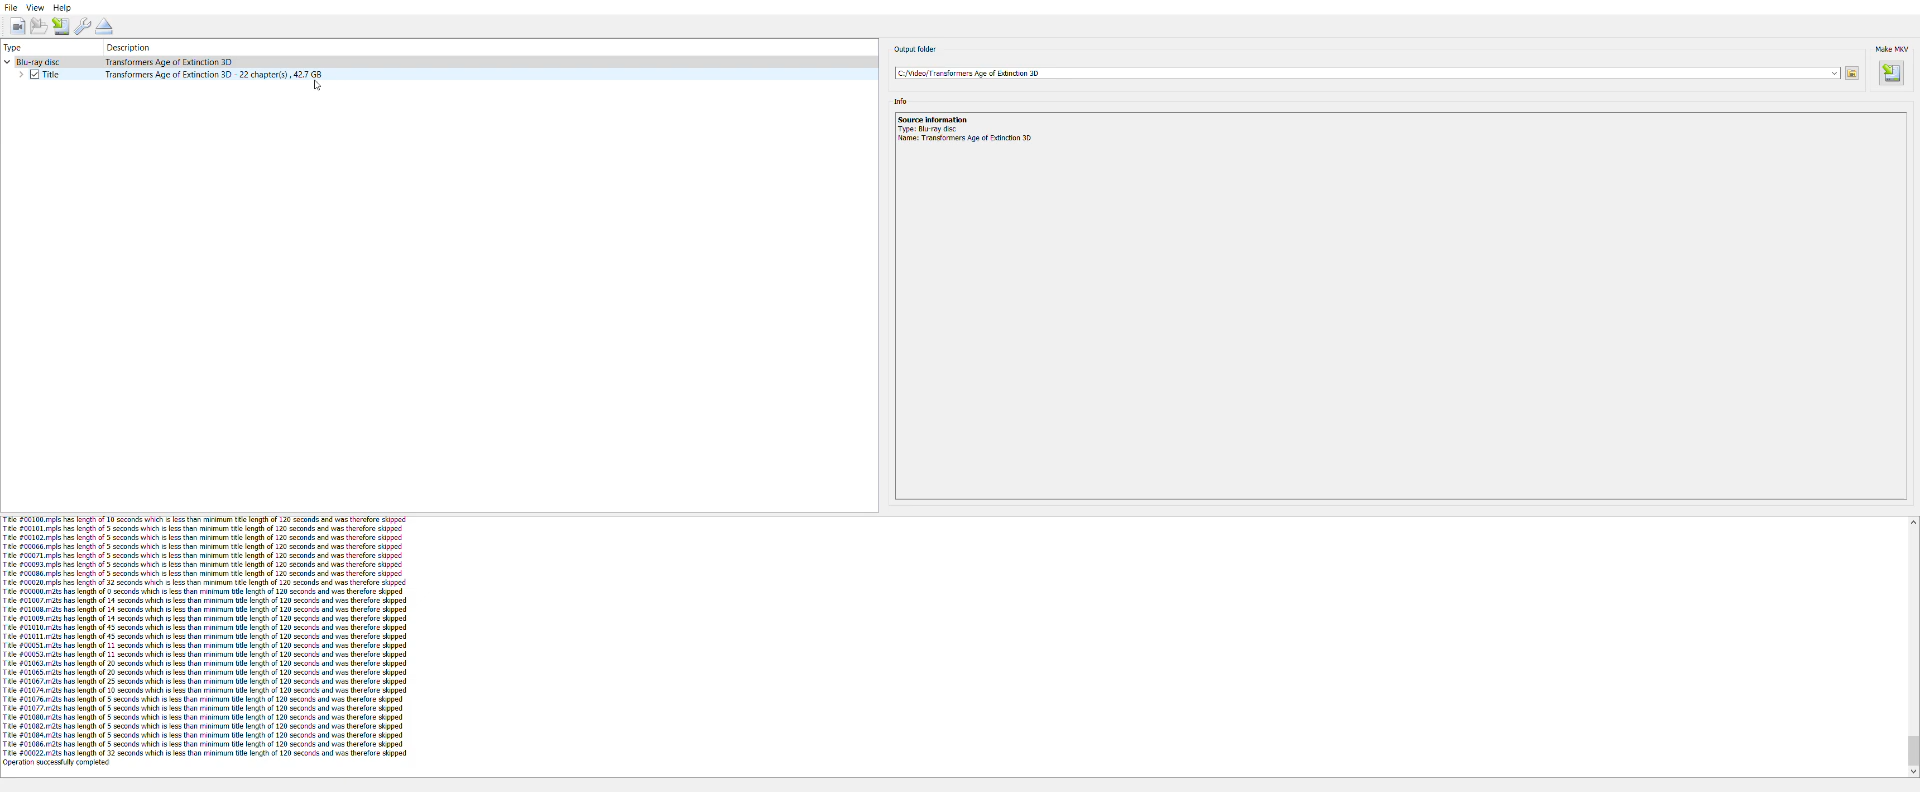 File View Help
Type Description
Blu-ray disc Transformers Age of Extinction 3D
Title Transformers Age of Extinction 3D - 22 chapter(s) , 42.7 GB
Output folder
Make MKV
C:/Video/Transformers Age of Extinction 3D
Info
Source information
Type: Blu-ray disc
Name: Transformers Age of Extinction 3D
Title #00100.mpls has length of 10 seconds which is less than minimum title length of 120 seconds and was therefore skipped
Title #00101.mpls has length of 5 seconds which is less than minimum title length of 120 seconds and was therefore skipped
Title #00102.mpls has length of 5 seconds which is less than minimum title length of 120 seconds and was therefore skipped
Title #00066.mpls has length of 5 seconds which is less than minimum title length of 120 seconds and was therefore skipped
Title #00071.mpls has length of 5 seconds which is less than minimum title length of 120 seconds and was therefore skipped
Title #00093.mpls has length of 5 seconds which is less than minimum title length of 120 seconds and was therefore skipped
Title #00086.mpls has length of 5 seconds which is less than minimum title length of 120 seconds and was therefore skipped
Title #00020.mpls has length of 32 seconds which is less than minimum title length of 120 seconds and was therefore skipped
Title #00000.m2ts has length of 0 seconds which is less than minimum title length of 120 seconds and was therefore skipped
Title #01007.m2ts has length of 14 seconds which is less than minimum title length of 120 seconds and was therefore skipped
Title #01008.m2ts has length of 14 seconds which is less than minimum title length of 120 seconds and was therefore skipped
Title #01009.m2ts has length of 14 seconds which is less than minimum title length of 120 seconds and was therefore skipped
Title #01010.m2ts has length of 45 seconds which is less than minimum title length of 120 seconds and was therefore skipped
Title #01011.m2ts has length of 45 seconds which is less than minimum title length of 120 seconds and was therefore skipped
Title #00051.m2ts has length of 11 seconds which is less than minimum title length of 120 seconds and was therefore skipped
Title #00053.m2ts has length of 11 seconds which is less than minimum title length of 120 seconds and was therefore skipped
Title #01063.m2ts has length of 20 seconds which is less than minimum title length of 120 seconds and was therefore skipped
Title #01065.m2ts has length of 20 seconds which is less than minimum title length of 120 seconds and was therefore skipped
Title #01067.m2ts has length of 25 seconds which is less than minimum title length of 120 seconds and was therefore skipped
Title #01074.m2ts has length of 10 seconds which is less than minimum title length of 120 seconds and was therefore skipped
Title #01076.m2ts has length of 5 seconds which is less than minimum title length of 120 seconds and was therefore skipped
Title #01077.m2ts has length of 5 seconds which is less than minimum title length of 120 seconds and was therefore skipped
Title #01080.m2ts has length of 5 seconds which is less than minimum title length of 120 seconds and was therefore skipped
Title #01082.m2ts has length of 5 seconds which is less than minimum title length of 120 seconds and was therefore skipped
Title #01084.m2ts has length of 5 seconds which is less than minimum title length of 120 seconds and was therefore skipped
Title #01086.m2ts has length of 5 seconds which is less than minimum title length of 120 seconds and was therefore skipped
Title #00022.m2ts has length of 32 seconds which is less than minimum title length of 120 seconds and was therefore skipped
Operation successfully completed